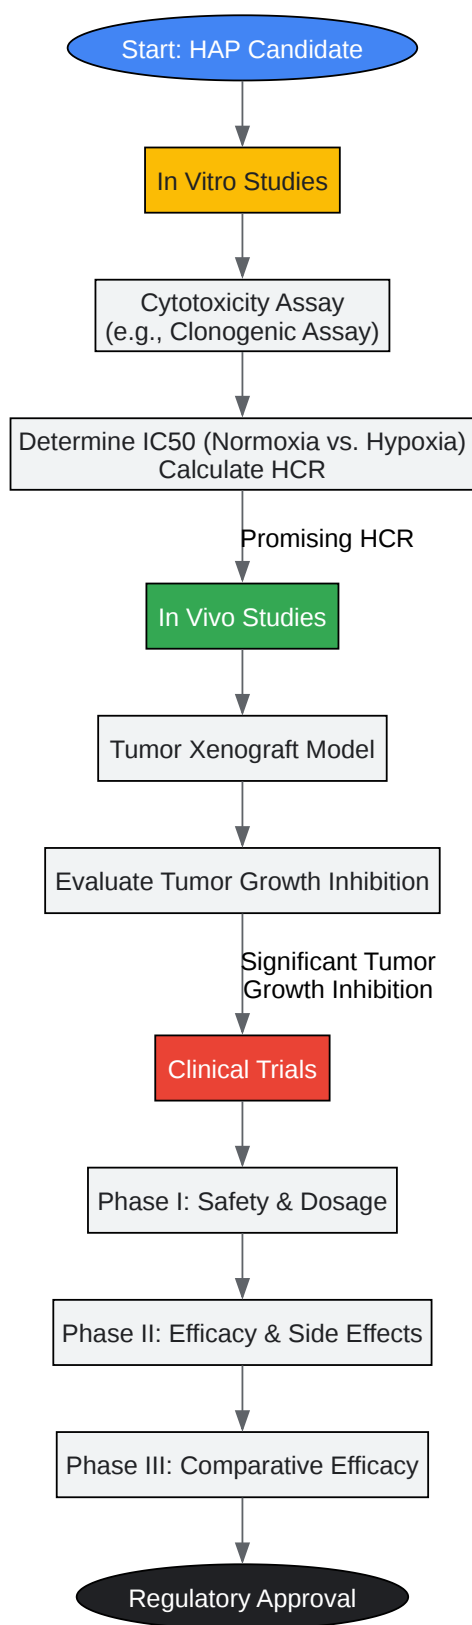 Start: HAP Candidate
In Vitro Studies
Cytotoxicity Assay
(e.g., Clonogenic Assay)
Determine IC50 (Normoxia vs. Hypoxia)
Calculate HCR
Promising HCR
In Vivo Studies
Tumor Xenograft Model
Evaluate Tumor Growth Inhibition
Significant Tumor
Growth Inhibition
Clinical Trials
Phase I: Safety & Dosage
Phase II: Efficacy & Side Effects
Phase III: Comparative Efficacy
Regulatory Approval